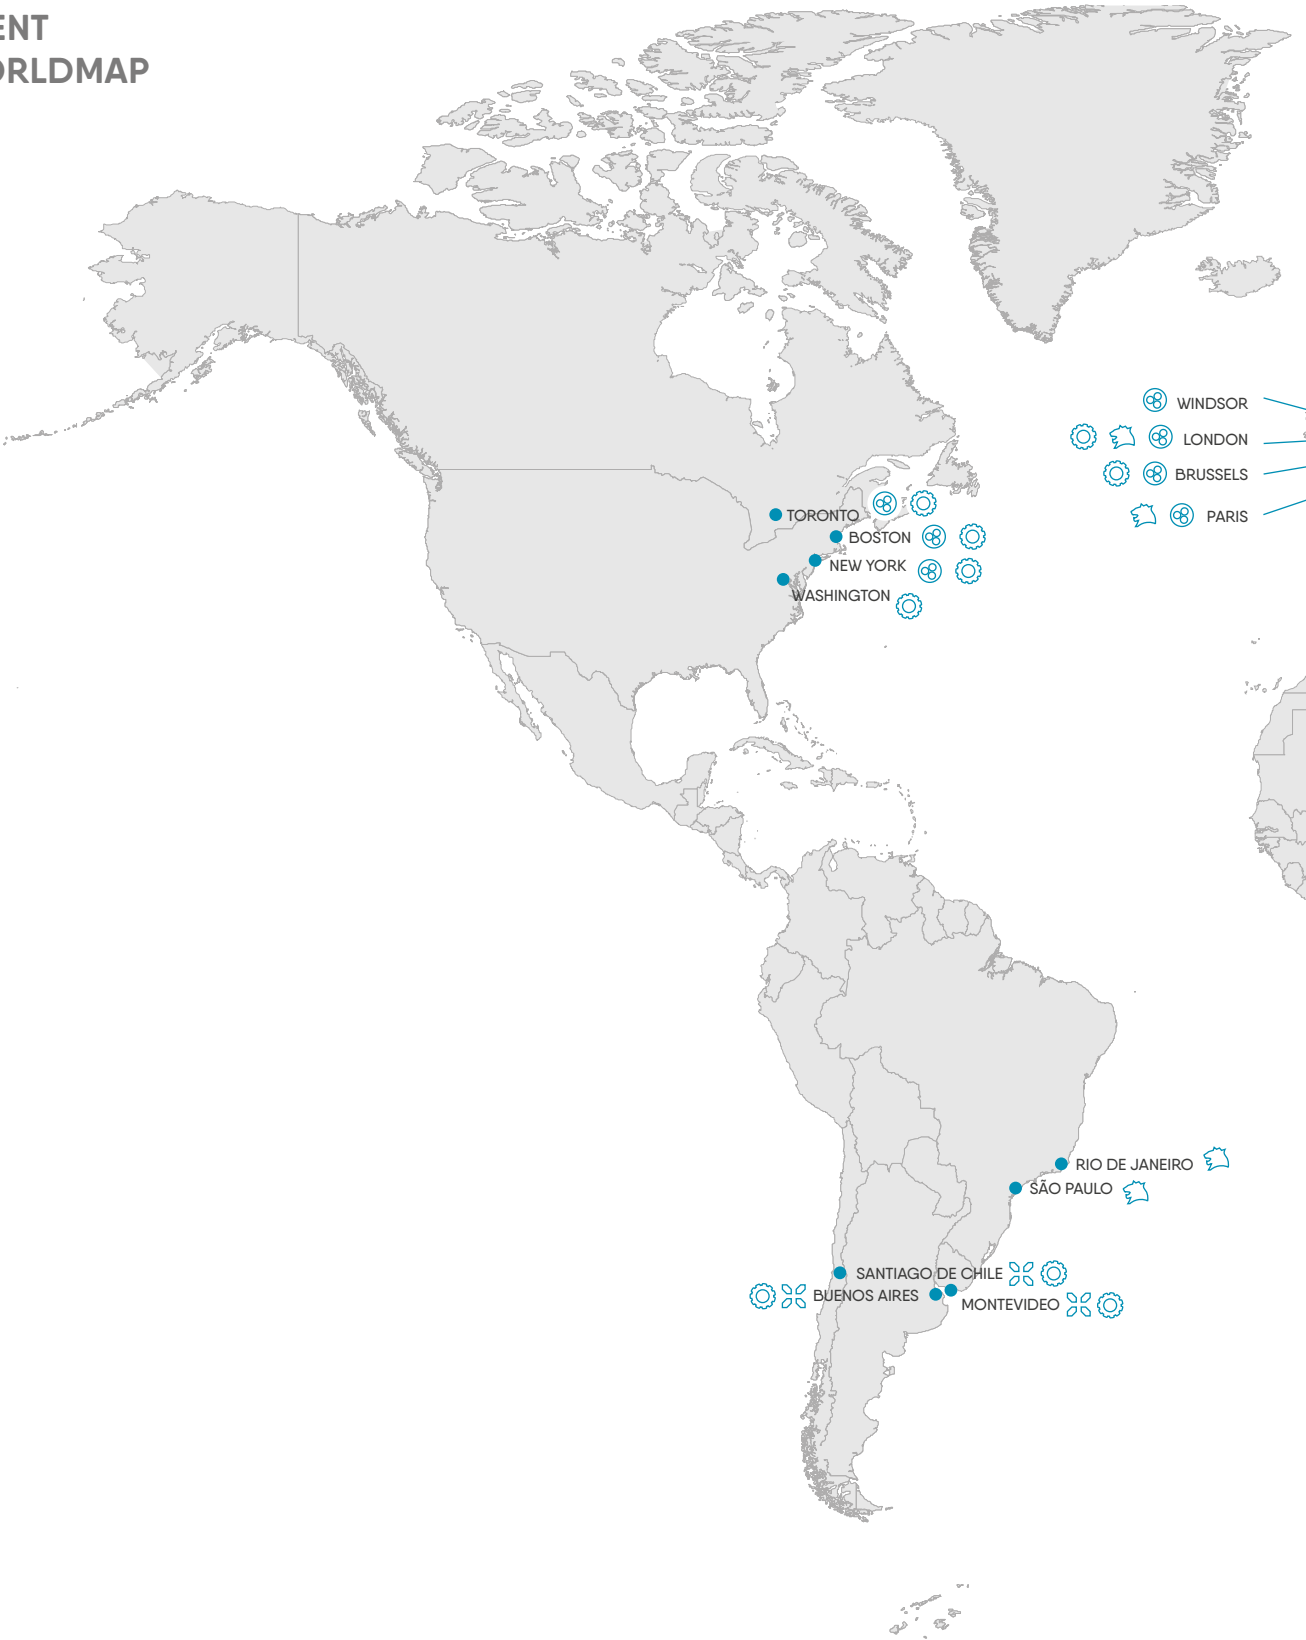 ENT
ORLDMAP
WINDSOR
LONDON
BRUSSELS
PARIS
TORONTO
BOSTON
NEW YORK
WASHINGTON
RIO DE JANEIRO
SÃO PAULO
SANTIAGO DE CHILE
BUENOS AIRES
MONTEVIDEO